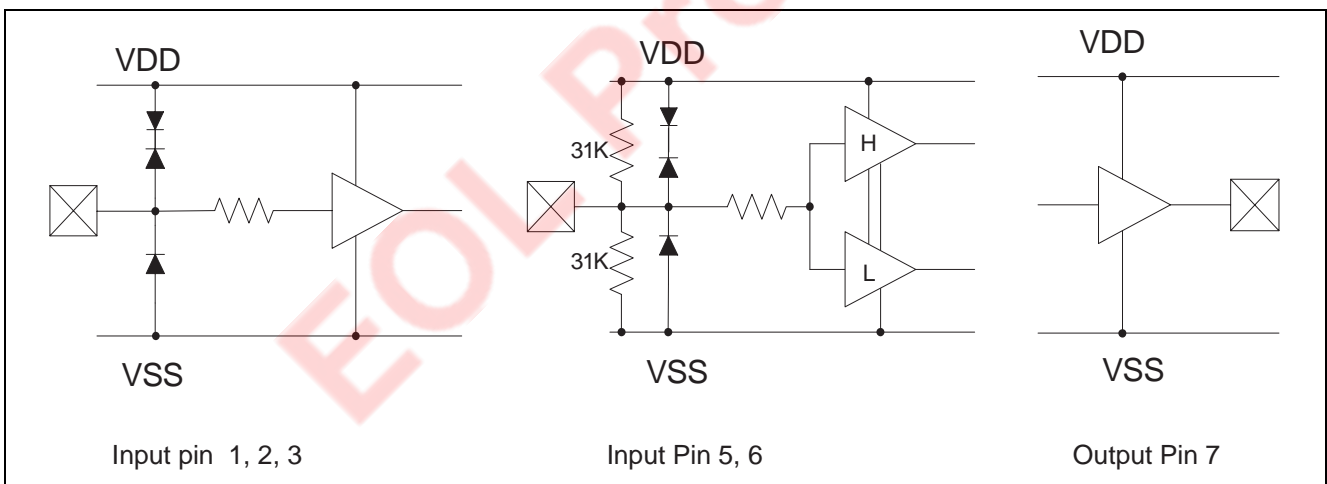 VDD
VSS
Input pin 1, 2, 3
VDD
31K
31K
H
L
VSS
Input Pin 5, 6
VDD
VSS
Output Pin 7
EOL Pro